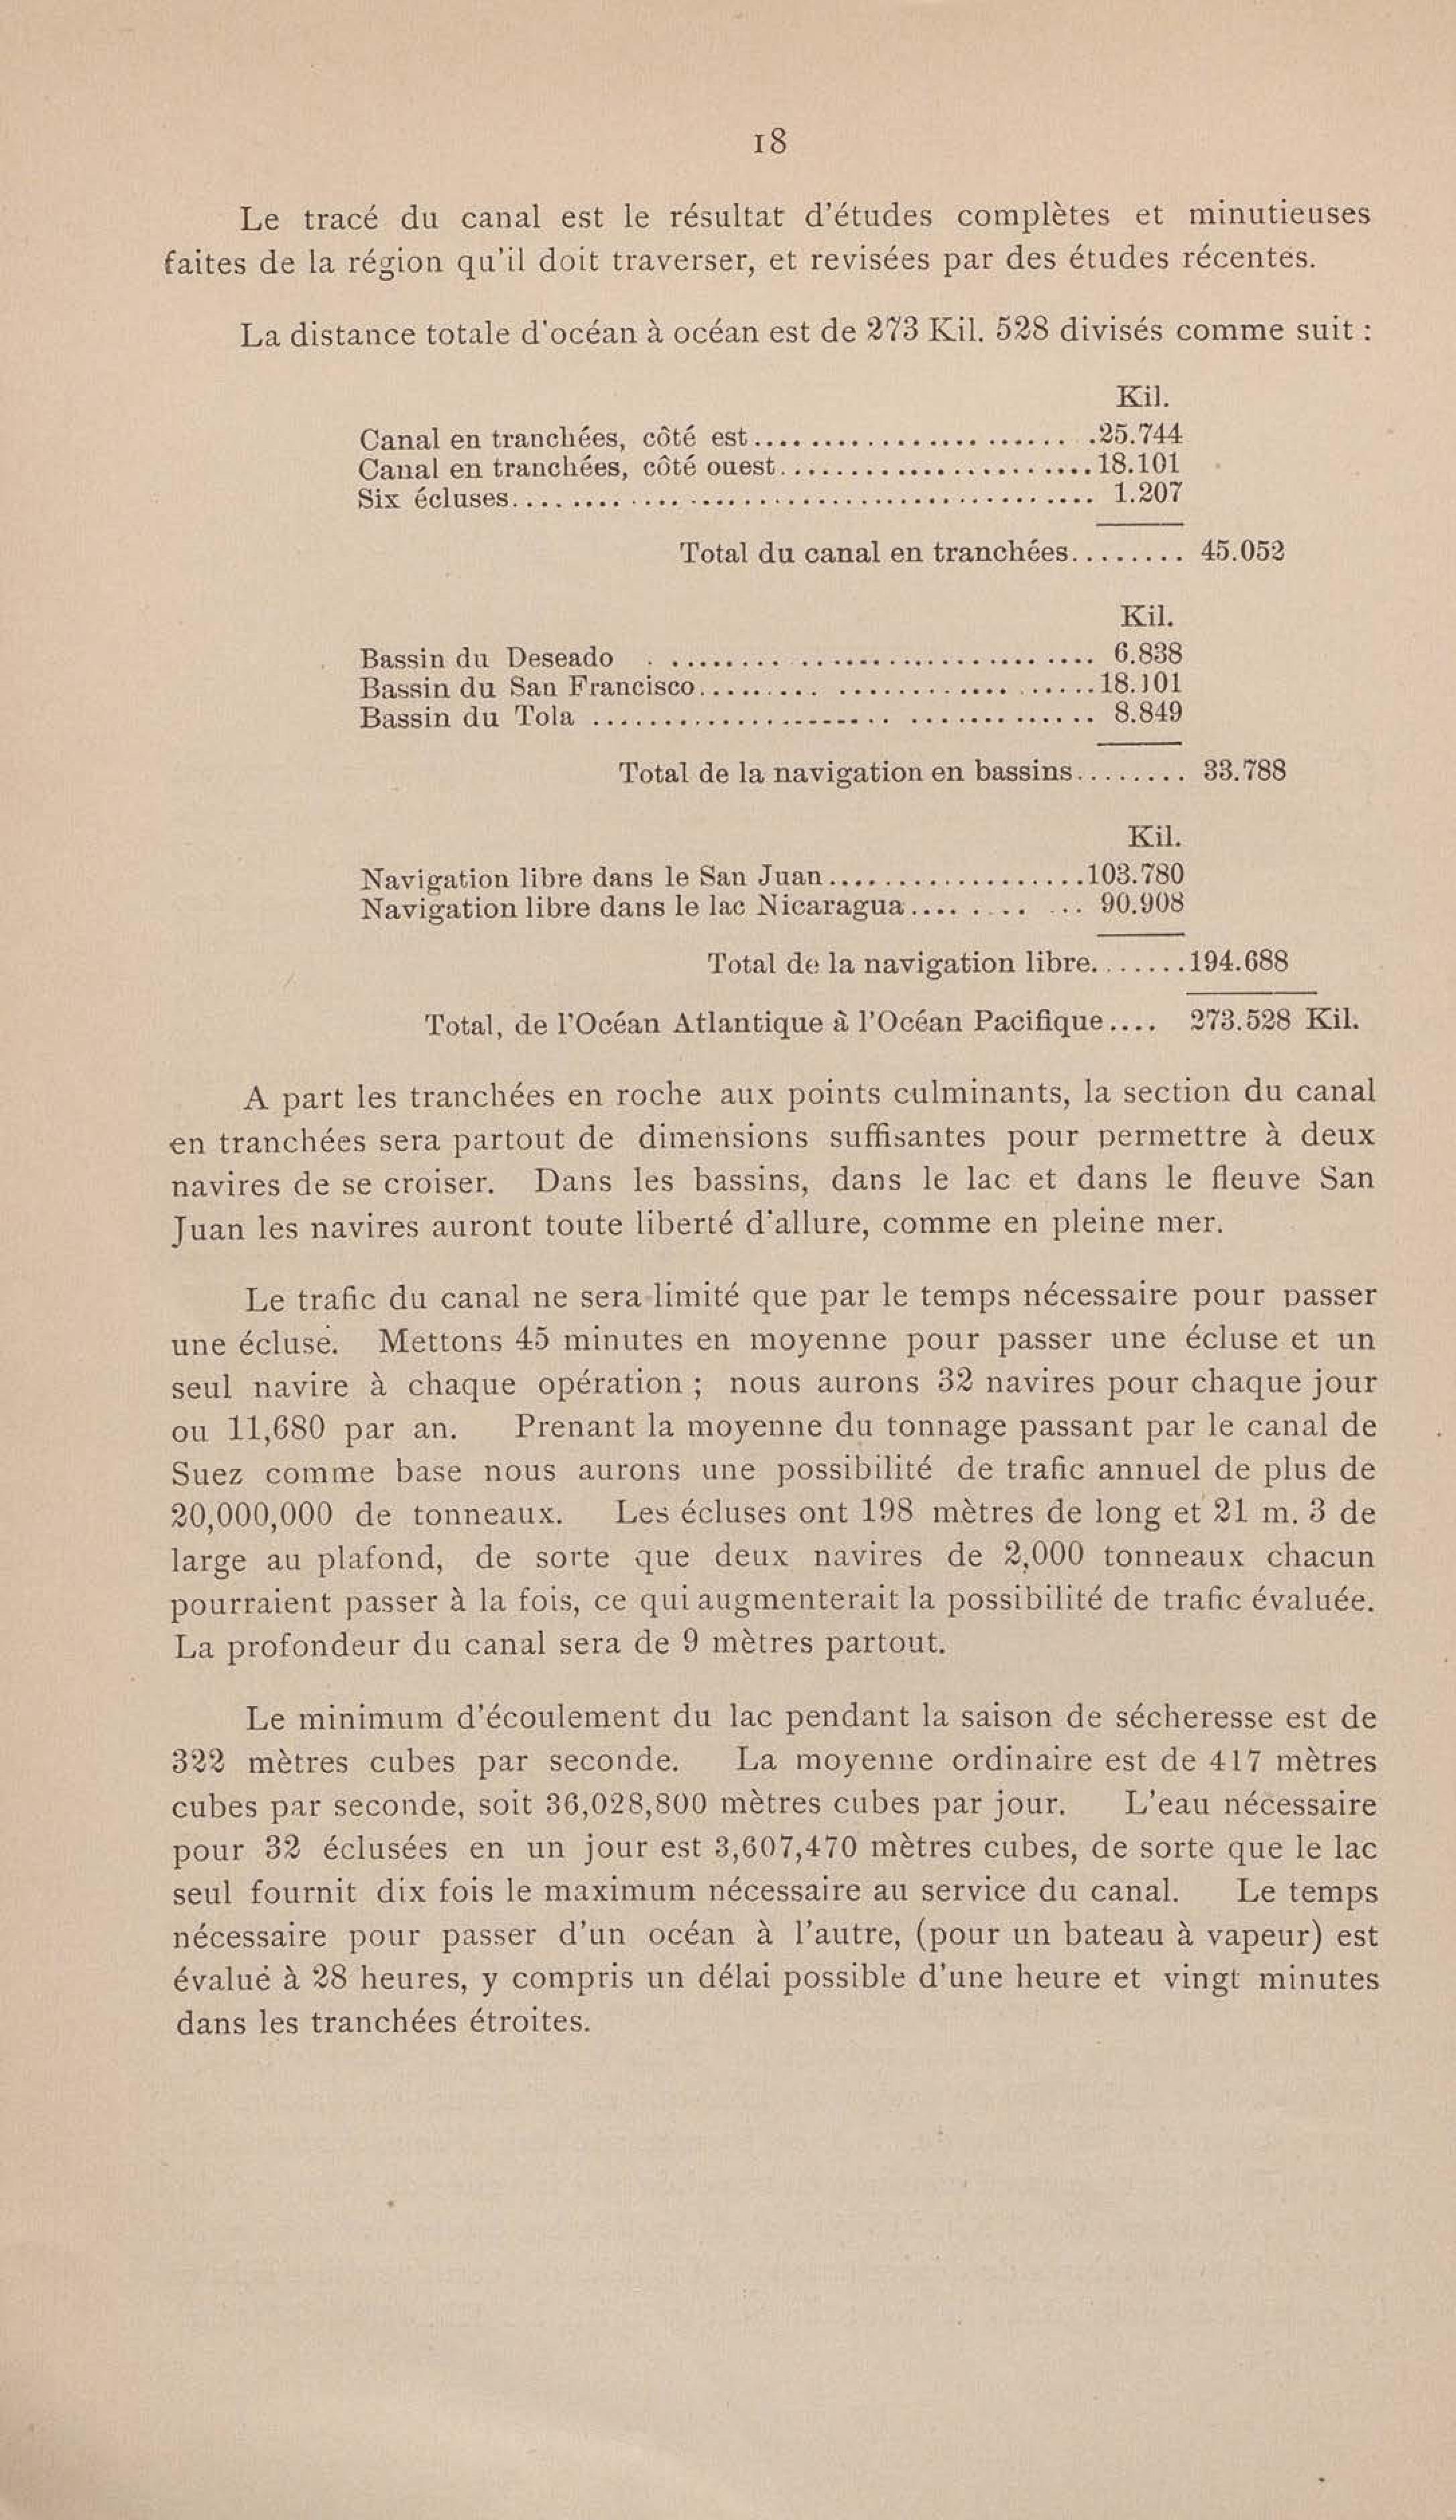 18
Le tracé du canal est le résultat d'études complètes et minutieuses
faites de la région qu'il doit traverser, et revisées par des études récentes.
La distance totale d'océan à océan est de 273 Kil. 528 divisés comme suit :
Kil.
Canal en tranchées, côté est........................25.744
Canal en tranchées, côté ouest......................18.101
Six écluses........................................ 1.207
Total du canal en tranchées........ 45.052
Kil.
Bassin du Deseado ................................ 6.838
Bassin du San Francisco............................18.101
Bassin du Tola ................................... 8.849
Total de la navigation en bassins........ 33.788
Kil.
Navigation libre dans le San Juan...................103.780
Navigation libre dans le lac Nicaragua........... 90.908
Total de la navigation libre.......194.688
Total, de l'Océan Atlantique à l'Océan Pacifique.... 273.528 Kil.
A part les tranchées en roche aux points culminants, la section du canal
en tranchées sera partout de dimensions suffisantes pour permettre à deux
navires de se croiser. Dans les bassins, dans le lac et dans le fleuve San
Juan les navires auront toute liberté d'allure, comme en pleine mer.
Le trafic du canal ne sera limité que par le temps nécessaire pour passer
une écluse. Mettons 45 minutes en moyenne pour passer une écluse et un
seul navire à chaque opération ; nous aurons 32 navires pour chaque jour
ou 11,680 par an. Prenant la moyenne du tonnage passant par le canal de
Suez comme base nous aurons une possibilité de trafic annuel de plus de
20,000,000 de tonneaux. Les écluses ont 198 mètres de long et 21 m. 3 de
large au plafond, de sorte que deux navires de 2,000 tonneaux chacun
pourraient passer à la fois, ce qui augmenterait la possibilité de trafic évaluée.
La profondeur du canal sera de 9 mètres partout.
Le minimum d'écoulement du lac pendant la saison de sécheresse est de
322 mètres cubes par seconde. La moyenne ordinaire est de 417 mètres
cubes par seconde, soit 36,028,800 mètres cubes par jour. L'eau nécessaire
pour 32 éclusées en un jour est 3,607,470 mètres cubes, de sorte que le lac
seul fournit dix fois le maximum nécessaire au service du canal. Le temps
nécessaire pour passer d'un océan à l'autre, (pour un bateau à vapeur) est
évalué à 28 heures, y compris un délai possible d'une heure et vingt minutes
dans les tranchées étroites.